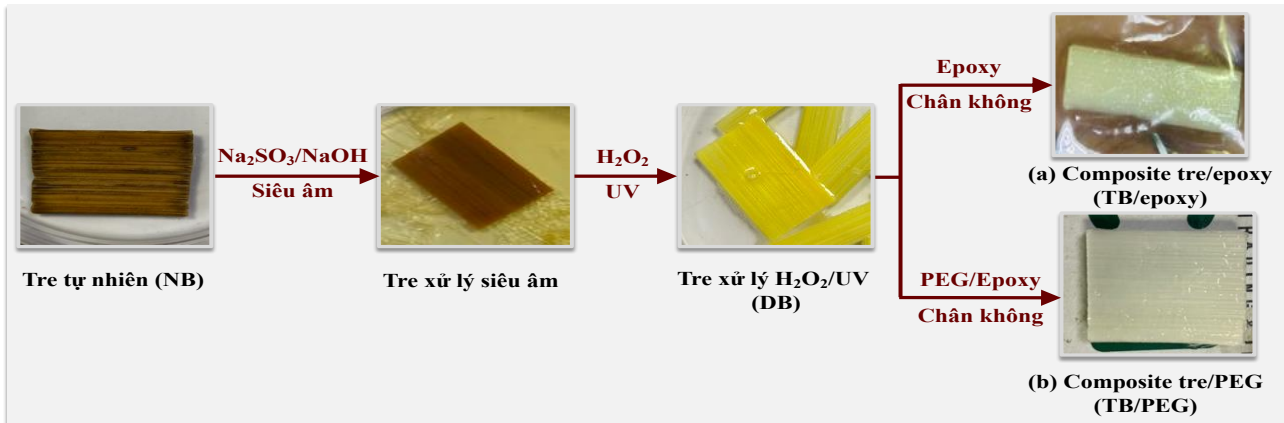 Na₂SO₃/NaOH
Siêu âm
H₂O₂
UV
Epoxy
Chân không
PEG/Epoxy
Chân không
Tre tự nhiên (NB)
Tre xử lý siêu âm
Tre xử lý H₂O₂/UV
(DB)
(a) Composite tre/epoxy
(TB/epoxy)
(b) Composite tre/PEG
(TB/PEG)